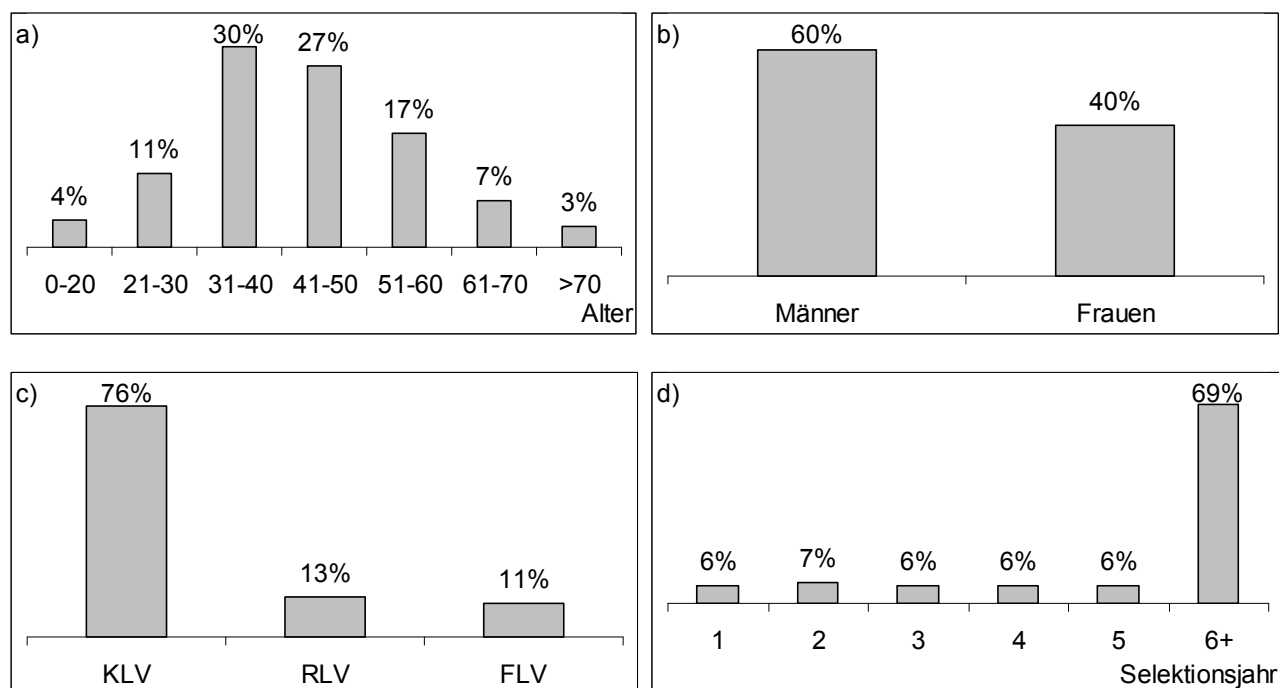 a)
30%
27%
17%
11%
7%
4%
3%
0-20 21-30 31-40 41-50 51-60 61-70 >70
Alter
b)
60%
40%
Männer Frauen
c)
76%
13%
11%
KLV RLV FLV
d)
69%
6% 7% 6% 6% 6%
1 2 3 4 5 6+
Selektionsjahr